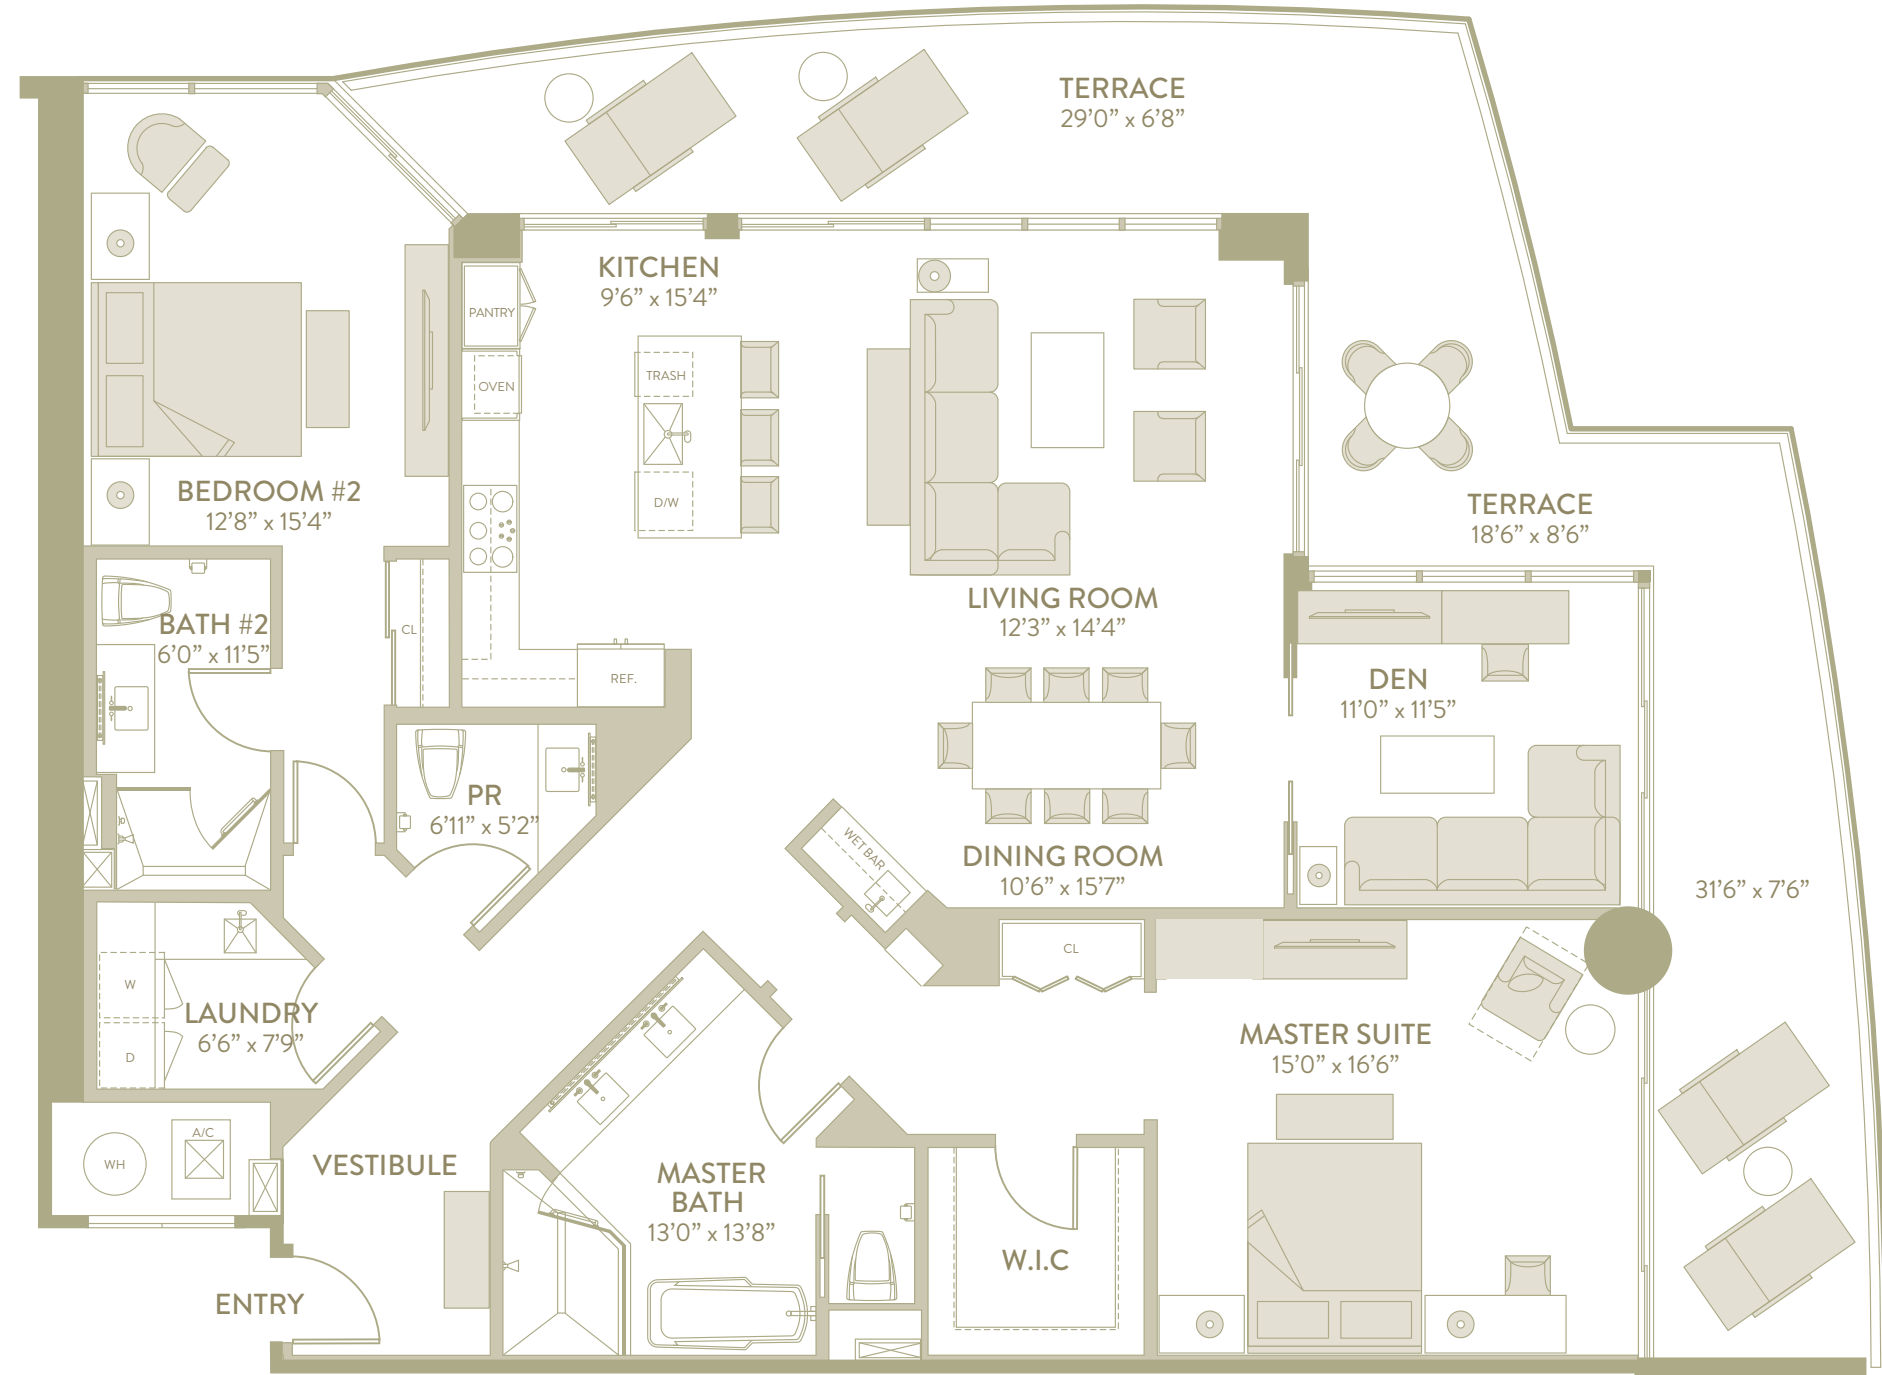 TERRACE
29’0” x 6’8”
KITCHEN
9’6” x 15’4”
PANTRY
OVEN
TRASH
D/W
BEDROOM #2
12’8” x 15’4”
TERRACE
18’6” x 8’6”
LIVING ROOM
12’3” x 14’4”
BATH #2
6’0” x 11’5”
CL
REF.
DEN
11’0” x 11’5”
PR
6’11” x 5’2”
WET BAR
DINING ROOM
10’6” x 15’7”
31’6” x 7’6”
CL
W
LAUNDRY
6’6” x 7’9”
D
MASTER SUITE
15’0” x 16’6”
A/C
WH
VESTIBULE
MASTER
BATH
13’0” x 13’8”
W.I.C
ENTRY